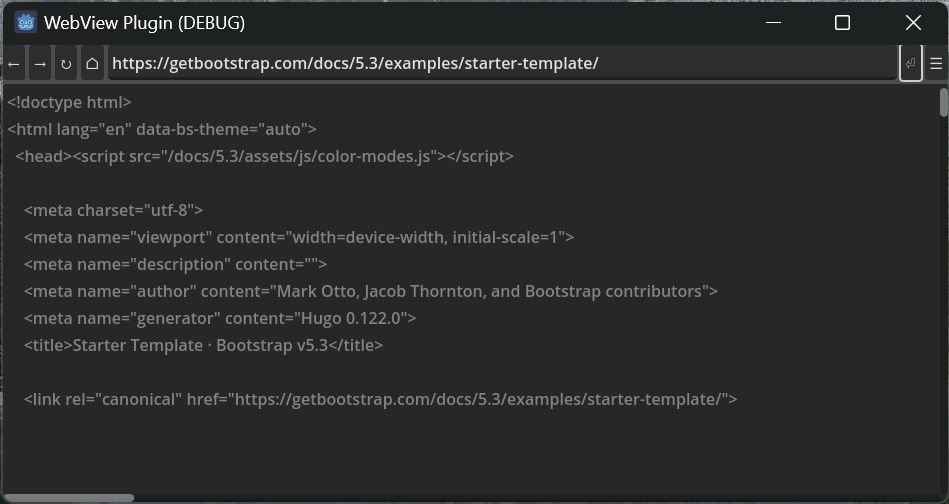 WebView Plugin (DEBUG)
← → ↻ ⌂ https://getbootstrap.com/docs/5.3/examples/starter-template/ ⏎ ☰
<!doctype html>
<html lang="en" data-bs-theme="auto">
<head><script src="/docs/5.3/assets/js/color-modes.js"></script>
<meta charset="utf-8">
<meta name="viewport" content="width=device-width, initial-scale=1">
<meta name="description" content="">
<meta name="author" content="Mark Otto, Jacob Thornton, and Bootstrap contributors">
<meta name="generator" content="Hugo 0.122.0">
<title>Starter Template · Bootstrap v5.3</title>
<link rel="canonical" href="https://getbootstrap.com/docs/5.3/examples/starter-template/">